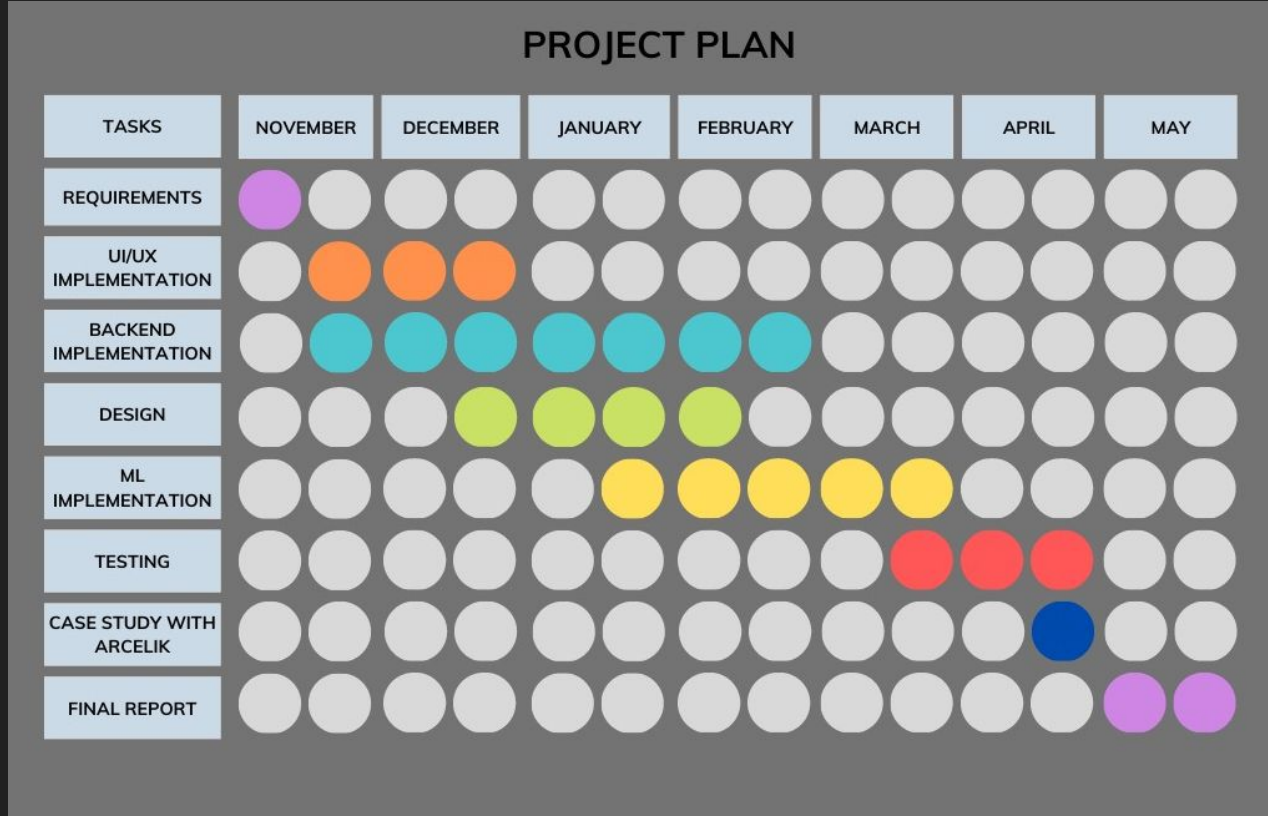 PROJECT PLAN
TASKS
NOVEMBER
DECEMBER
JANUARY
FEBRUARY
MARCH
APRIL
MAY
REQUIREMENTS
UI/UX
IMPLEMENTATION
BACKEND
IMPLEMENTATION
DESIGN
ML
IMPLEMENTATION
TESTING
CASE STUDY WITH
ARCELIK
FINAL REPORT